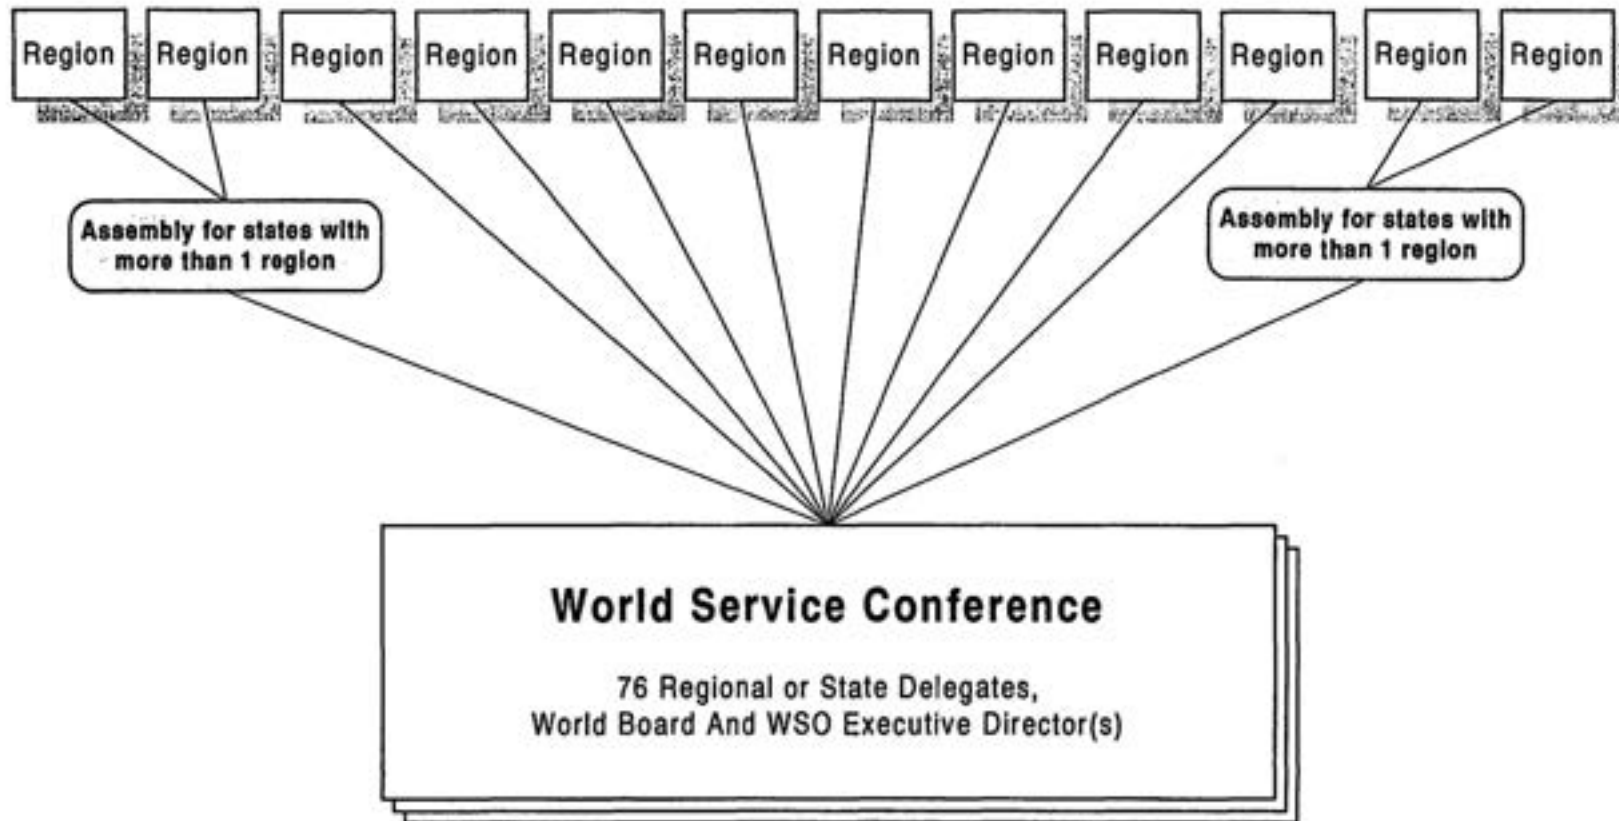 Region Region Region Region Region Region Region Region Region Region Region Region
Assembly for states with
more than 1 region
Assembly for states with
more than 1 region
World Service Conference
76 Regional or State Delegates,
World Board And WSO Executive Director(s)